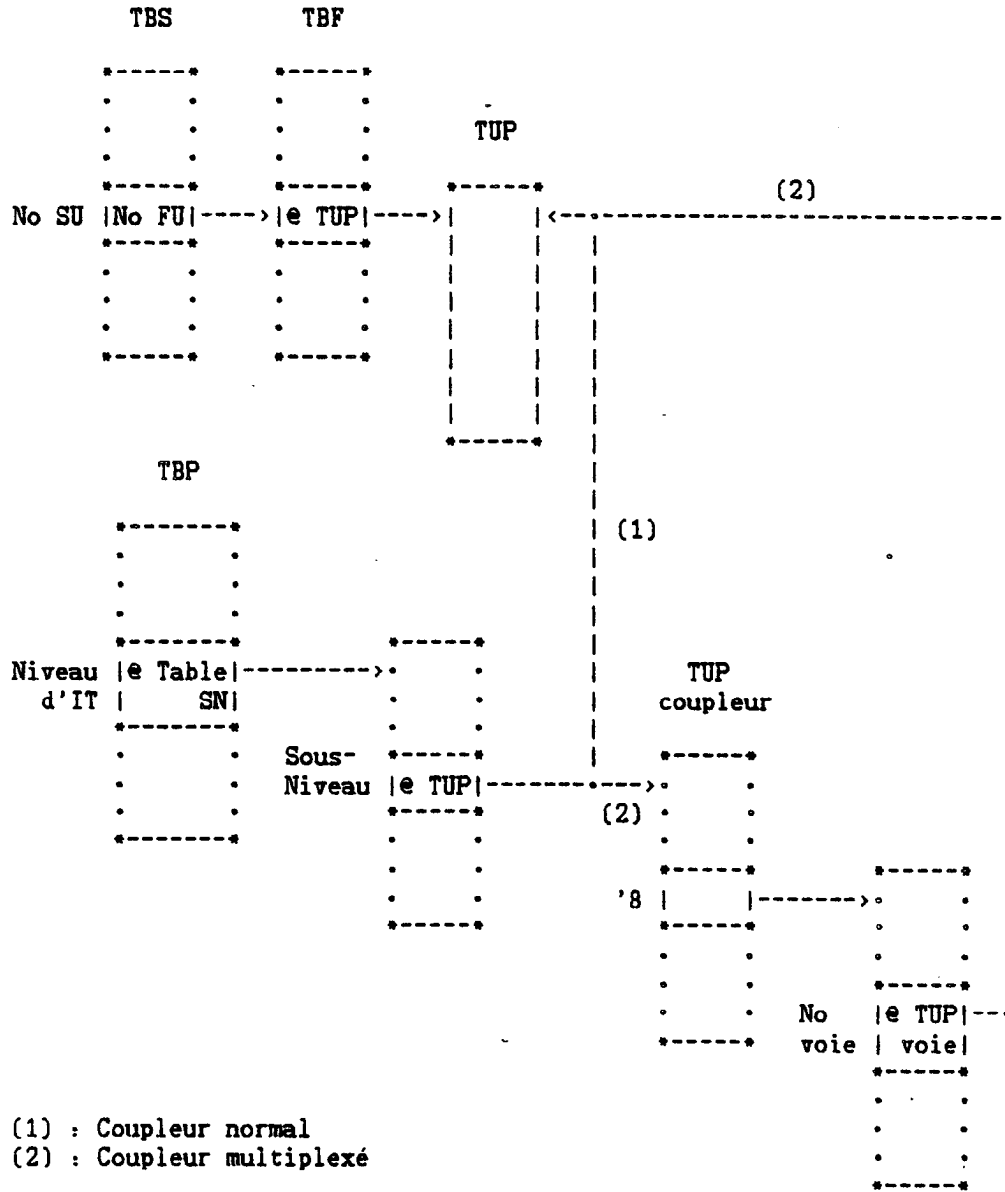 TBS TBF
TUP
(2)
No SU |No FU|---->|@ TUP|---->
TBP
(1)
Niveau |@ Table|--------->
d'IT | SN|
TUP
coupleur
Sous-
Niveau |@ TUP|----------->
(2)
'8 | |------->
No |@ TUP|--
voie | voie|
(1) : Coupleur normal
(2) : Coupleur multiplexé